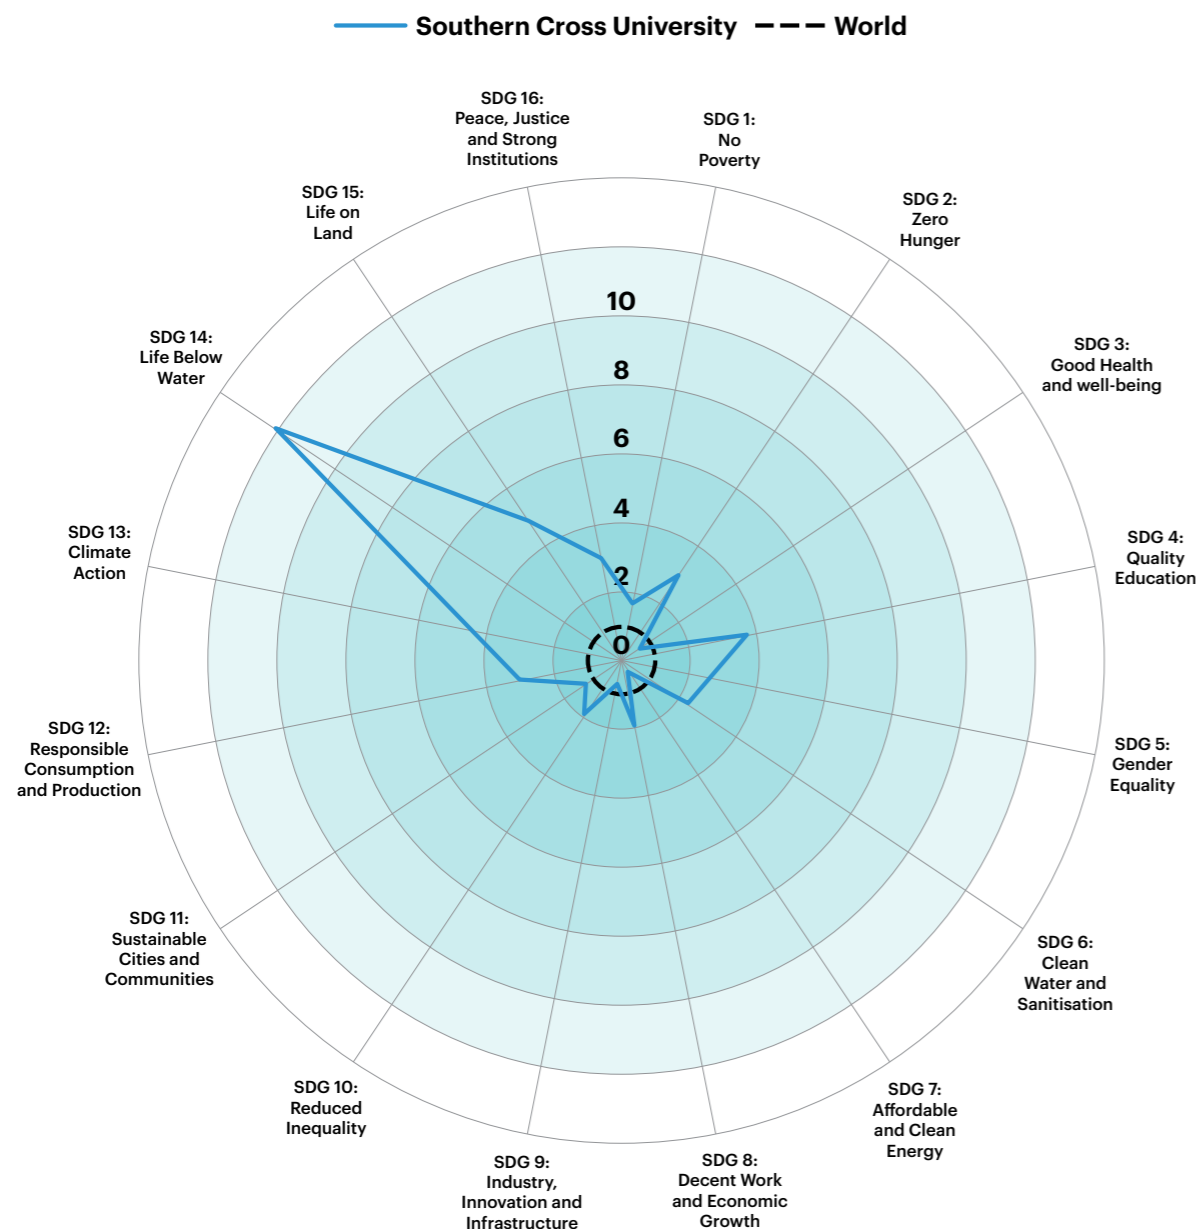 Southern Cross University
World
SDG 16:
Peace, Justice
and Strong
Institutions
SDG 1:
No
Poverty
SDG 2:
Zero
Hunger
SDG 3:
Good Health
and well-being
SDG 4:
Quality
Education
SDG 5:
Gender
Equality
SDG 6:
Clean
Water and
Sanitisation
SDG 7:
Affordable
and Clean
Energy
SDG 8:
Decent Work
and Economic
Growth
SDG 9:
Industry,
Innovation and
Infrastructure
SDG 10:
Reduced
Inequality
SDG 11:
Sustainable
Cities and
Communities
SDG 12:
Responsible
Consumption
and Production
SDG 13:
Climate
Action
SDG 14:
Life Below
Water
SDG 15:
Life on
Land
10
8
6
4
2
0